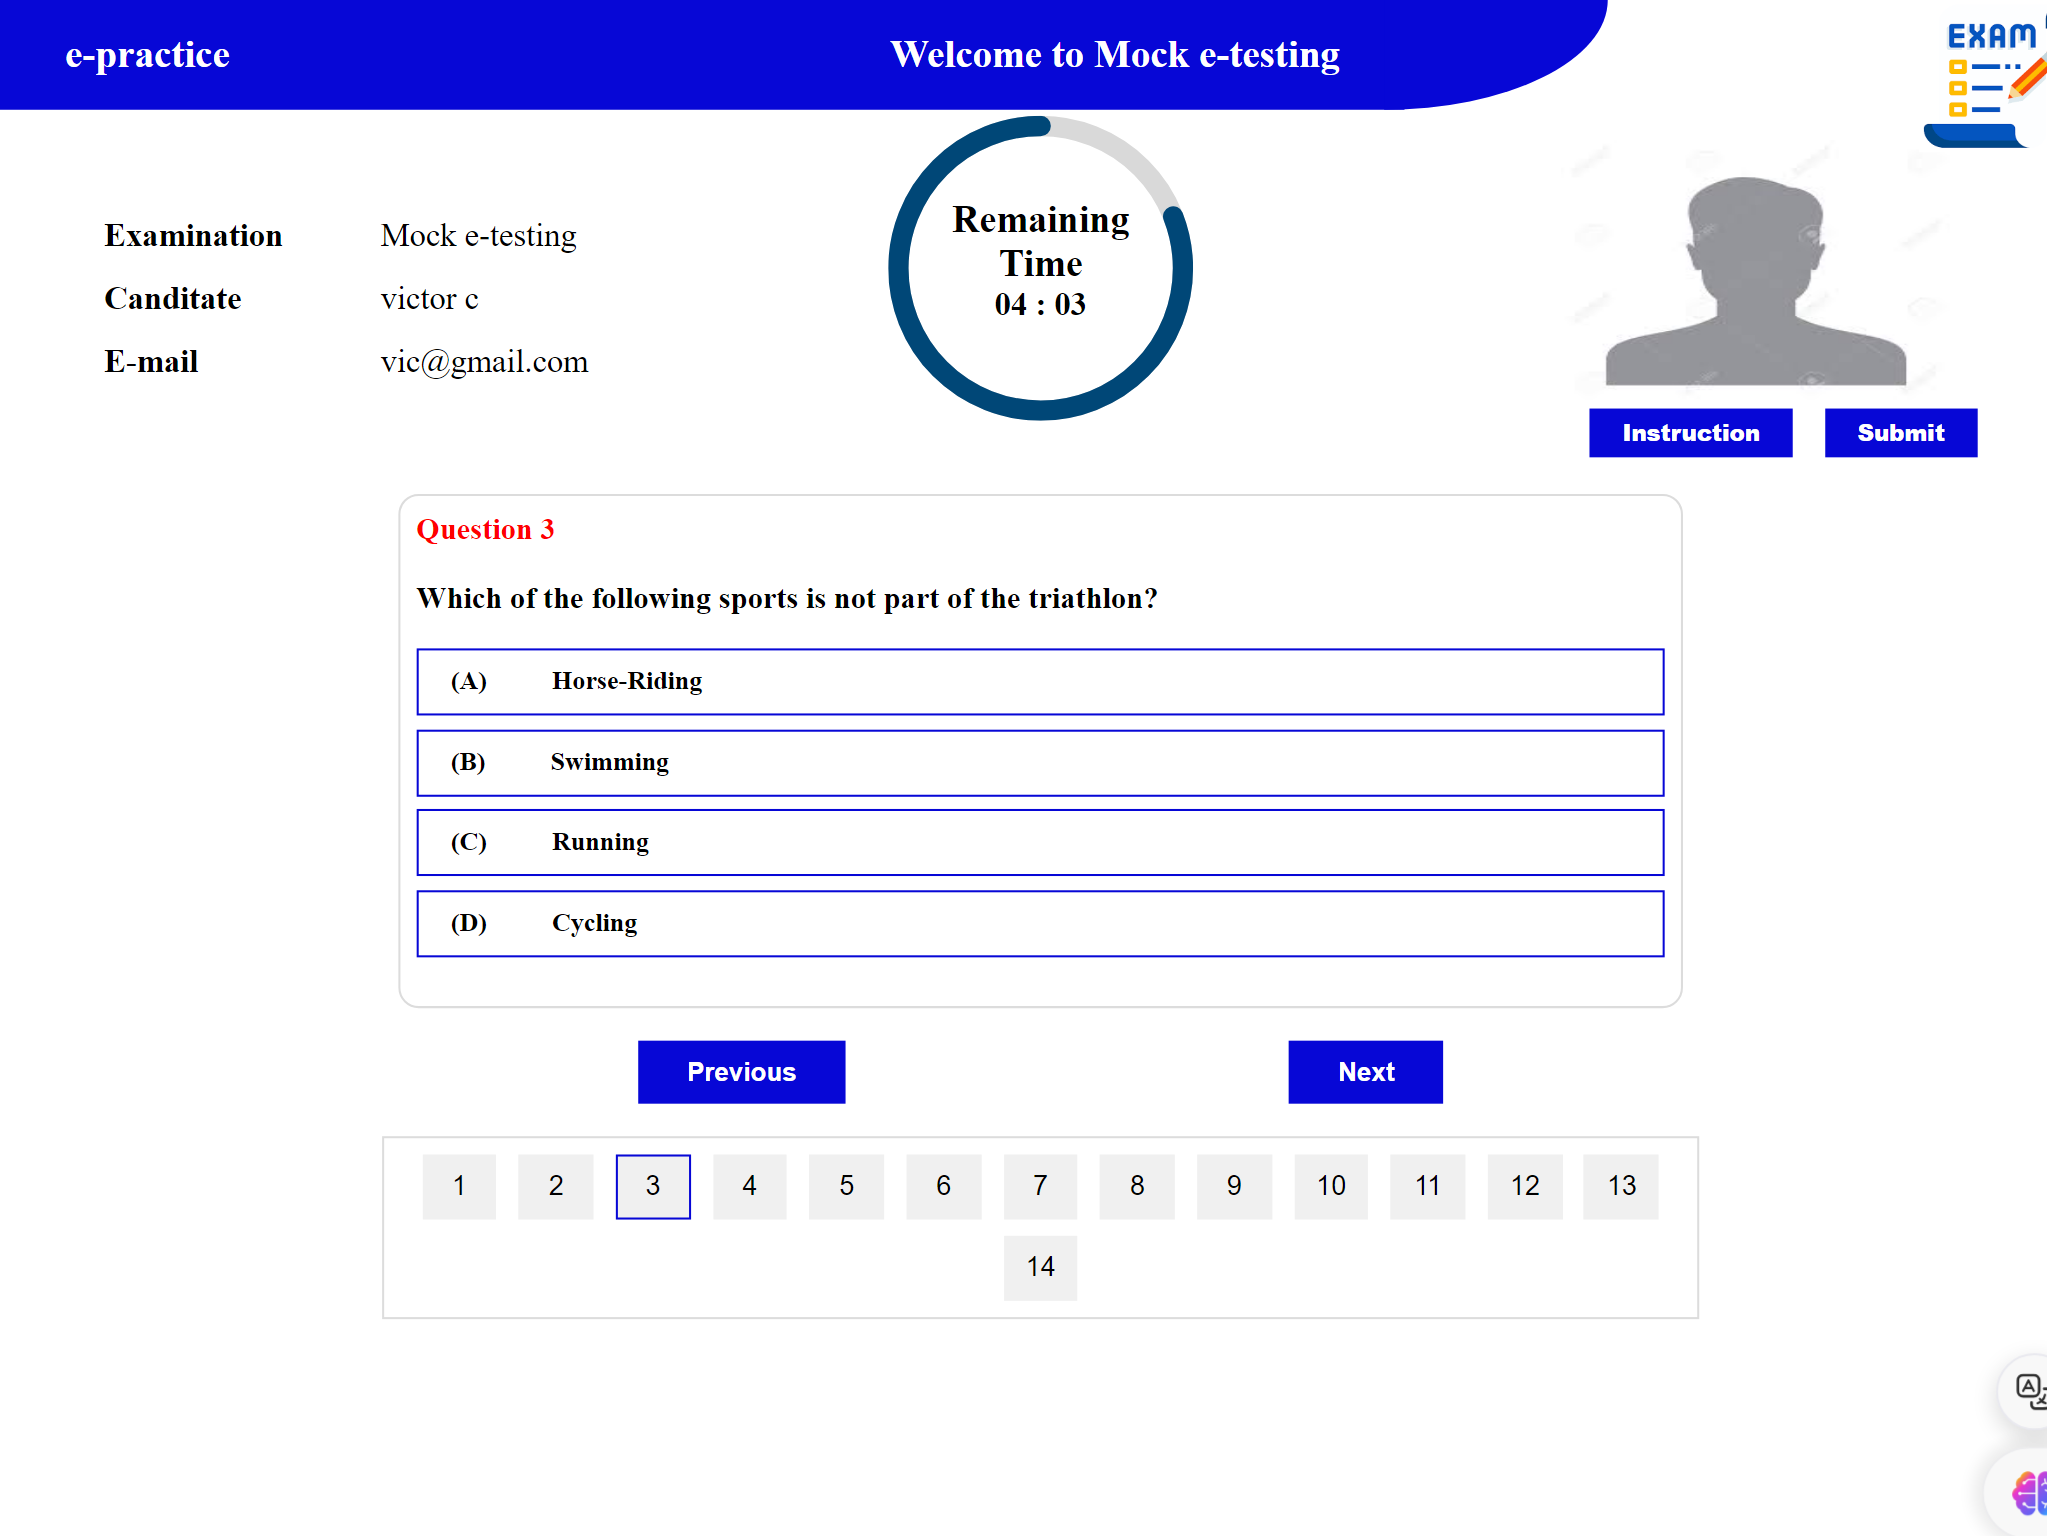 e-practice
Welcome to Mock e-testing
EXAM
Examination Mock e-testing
Canditate victor c
E-mail vic@gmail.com
Remaining
Time
04 : 03
Instruction Submit
Question 3
Which of the following sports is not part of the triathlon?
(A) Horse-Riding
(B) Swimming
(C) Running
(D) Cycling
Previous Next
1 2 3 4 5 6 7 8 9 10 11 12 13
14